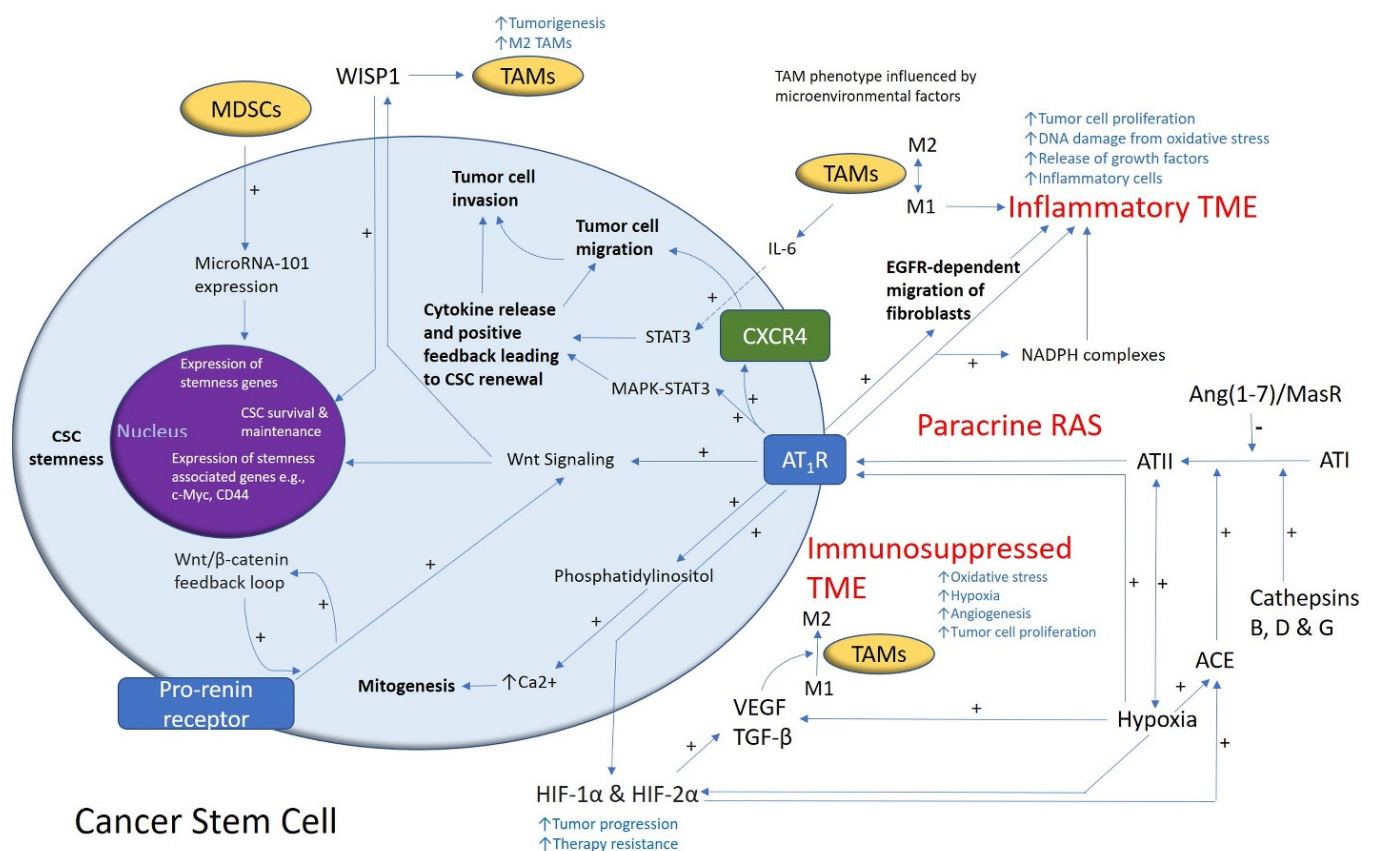 ↑Tumorigenesis
↑M2 TAMs
WISP1
TAMs
MDSCs
TAM phenotype influenced by
microenvironmental factors
↑Tumor cell proliferation
↑DNA damage from oxidative stress
↑Release of growth factors
↑Inflammatory cells
M2
TAMs
M1
Inflammatory TME
+
+
Tumor cell
invasion
Tumor cell
migration
IL-6
MicroRNA-101
expression
EGFR-dependent
migration of
fibroblasts
+
Cytokine release
and positive
feedback leading
to CSC renewal
STAT3
CXCR4
NADPH complexes
+
+
MAPK-STAT3
+
+
Expression of
stemness genes
CSC survival &
maintenance
Nucleus
Expression of stemness
associated genes e.g.,
c-Myc, CD44
CSC
stemness
Ang(1-7)/MasR
-
Paracrine RAS
Wnt Signaling
+
AT1R
ATII
ATI
+
+
+
+
Immunosuppressed
TME
↑Oxidative stress
↑Hypoxia
↑Angiogenesis
↑Tumor cell proliferation
Wnt/β-catenin
feedback loop
+
+
+
Phosphatidylinositol
+
+
+
Cathepsins
B, D & G
M2
TAMs
M1
ACE
+
Pro-renin
receptor
Mitogenesis
↑Ca2+
VEGF
TGF-β
+
Hypoxia
+
+
HIF-1α & HIF-2α
↑Tumor progression
↑Therapy resistance
Cancer Stem Cell